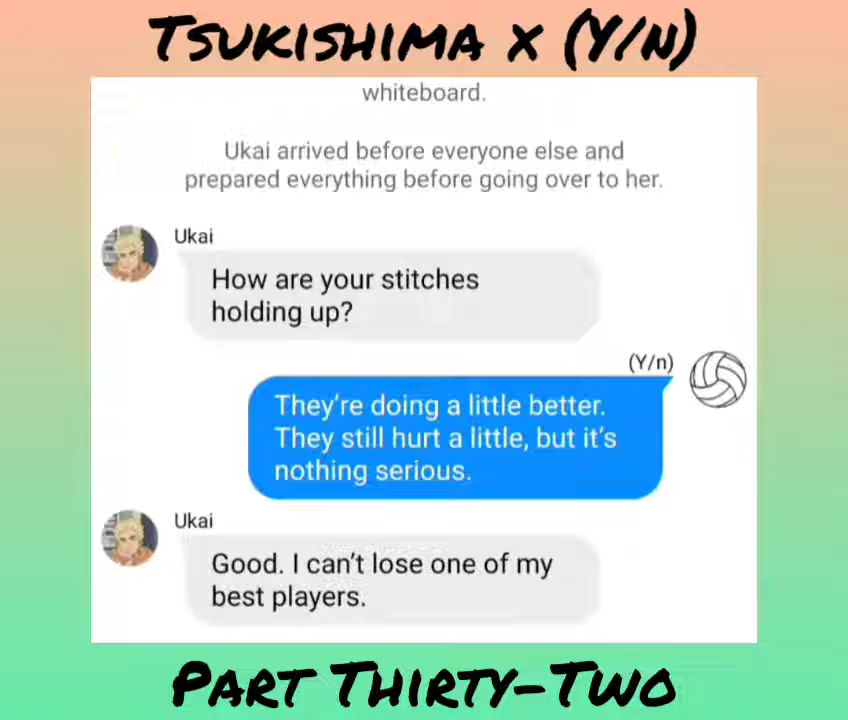 Tsukishima x (Y/n)
whiteboard.
Ukai arrived before everyone else and
prepared everything before going over to her.
Ukai
How are your stitches
holding up?
(Y/n)
They're doing a little better.
They still hurt a little, but it's
nothing serious.
Ukai
Good. I can't lose one of my
best players.
Part Thirty-Two